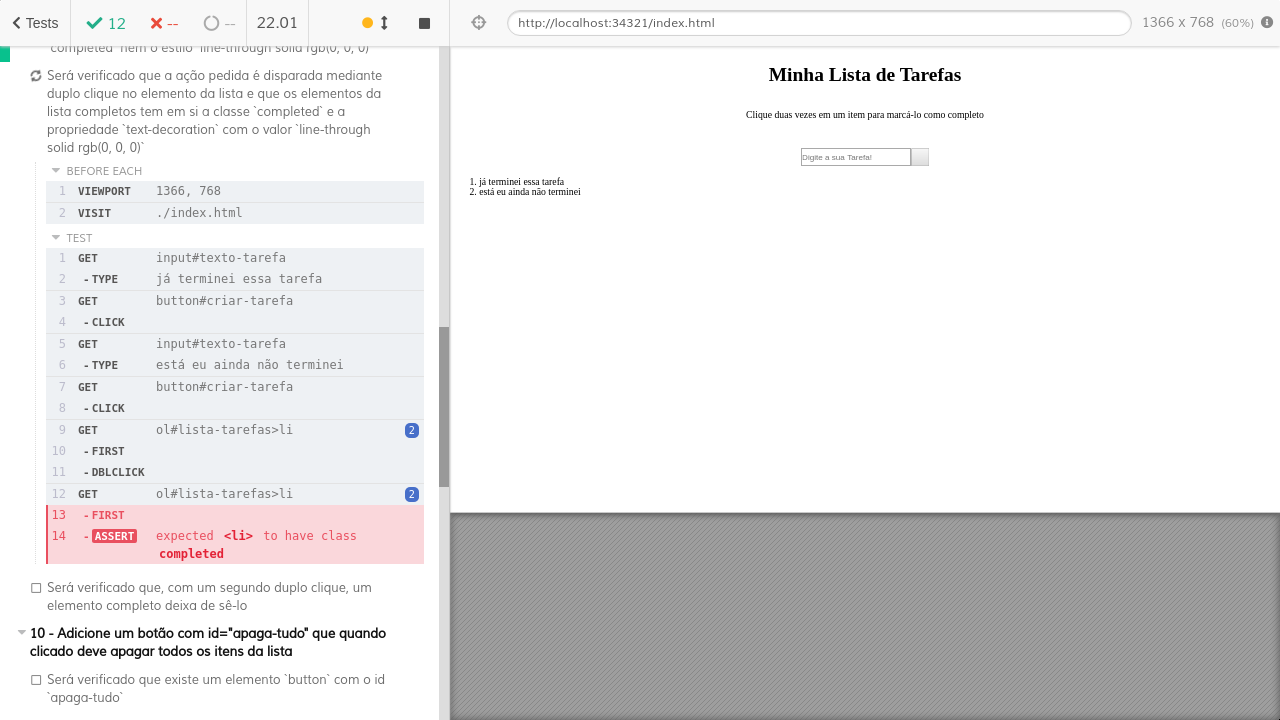 Tests
12
--
--
22.01
http://localhost:34321/index.html
1366 x 768 (60%)
`completed` nem o estilo `line-through solid rgb(0, 0, 0)`
Será verificado que a ação pedida é disparada mediante
duplo clique no elemento da lista e que os elementos da
lista completos tem em si a classe `completed` e a
propriedade `text-decoration` com o valor `line-through
solid rgb(0, 0, 0)`
BEFORE EACH
1 VIEWPORT 1366, 768
2 VISIT ./index.html
TEST
1 GET input#texto-tarefa
2 -TYPE já terminei essa tarefa
3 GET button#criar-tarefa
4 -CLICK
5 GET input#texto-tarefa
6 -TYPE está eu ainda não terminei
7 GET button#criar-tarefa
8 -CLICK
9 GET ol#lista-tarefas>li 2
10 -FIRST
11 -DBLCLICK
12 GET ol#lista-tarefas>li 2
13 -FIRST
14 -ASSERT expected <li> to have class
completed
Será verificado que, com um segundo duplo clique, um
elemento completo deixa de sê-lo
10 - Adicione um botão com id="apaga-tudo" que quando
clicado deve apagar todos os itens da lista
Será verificado que existe um elemento `button` com o id
`apaga-tudo`
Minha Lista de Tarefas
Clique duas vezes em um item para marcá-lo como completo
Digite a sua Tarefa!
1. já terminei essa tarefa
2. está eu ainda não terminei